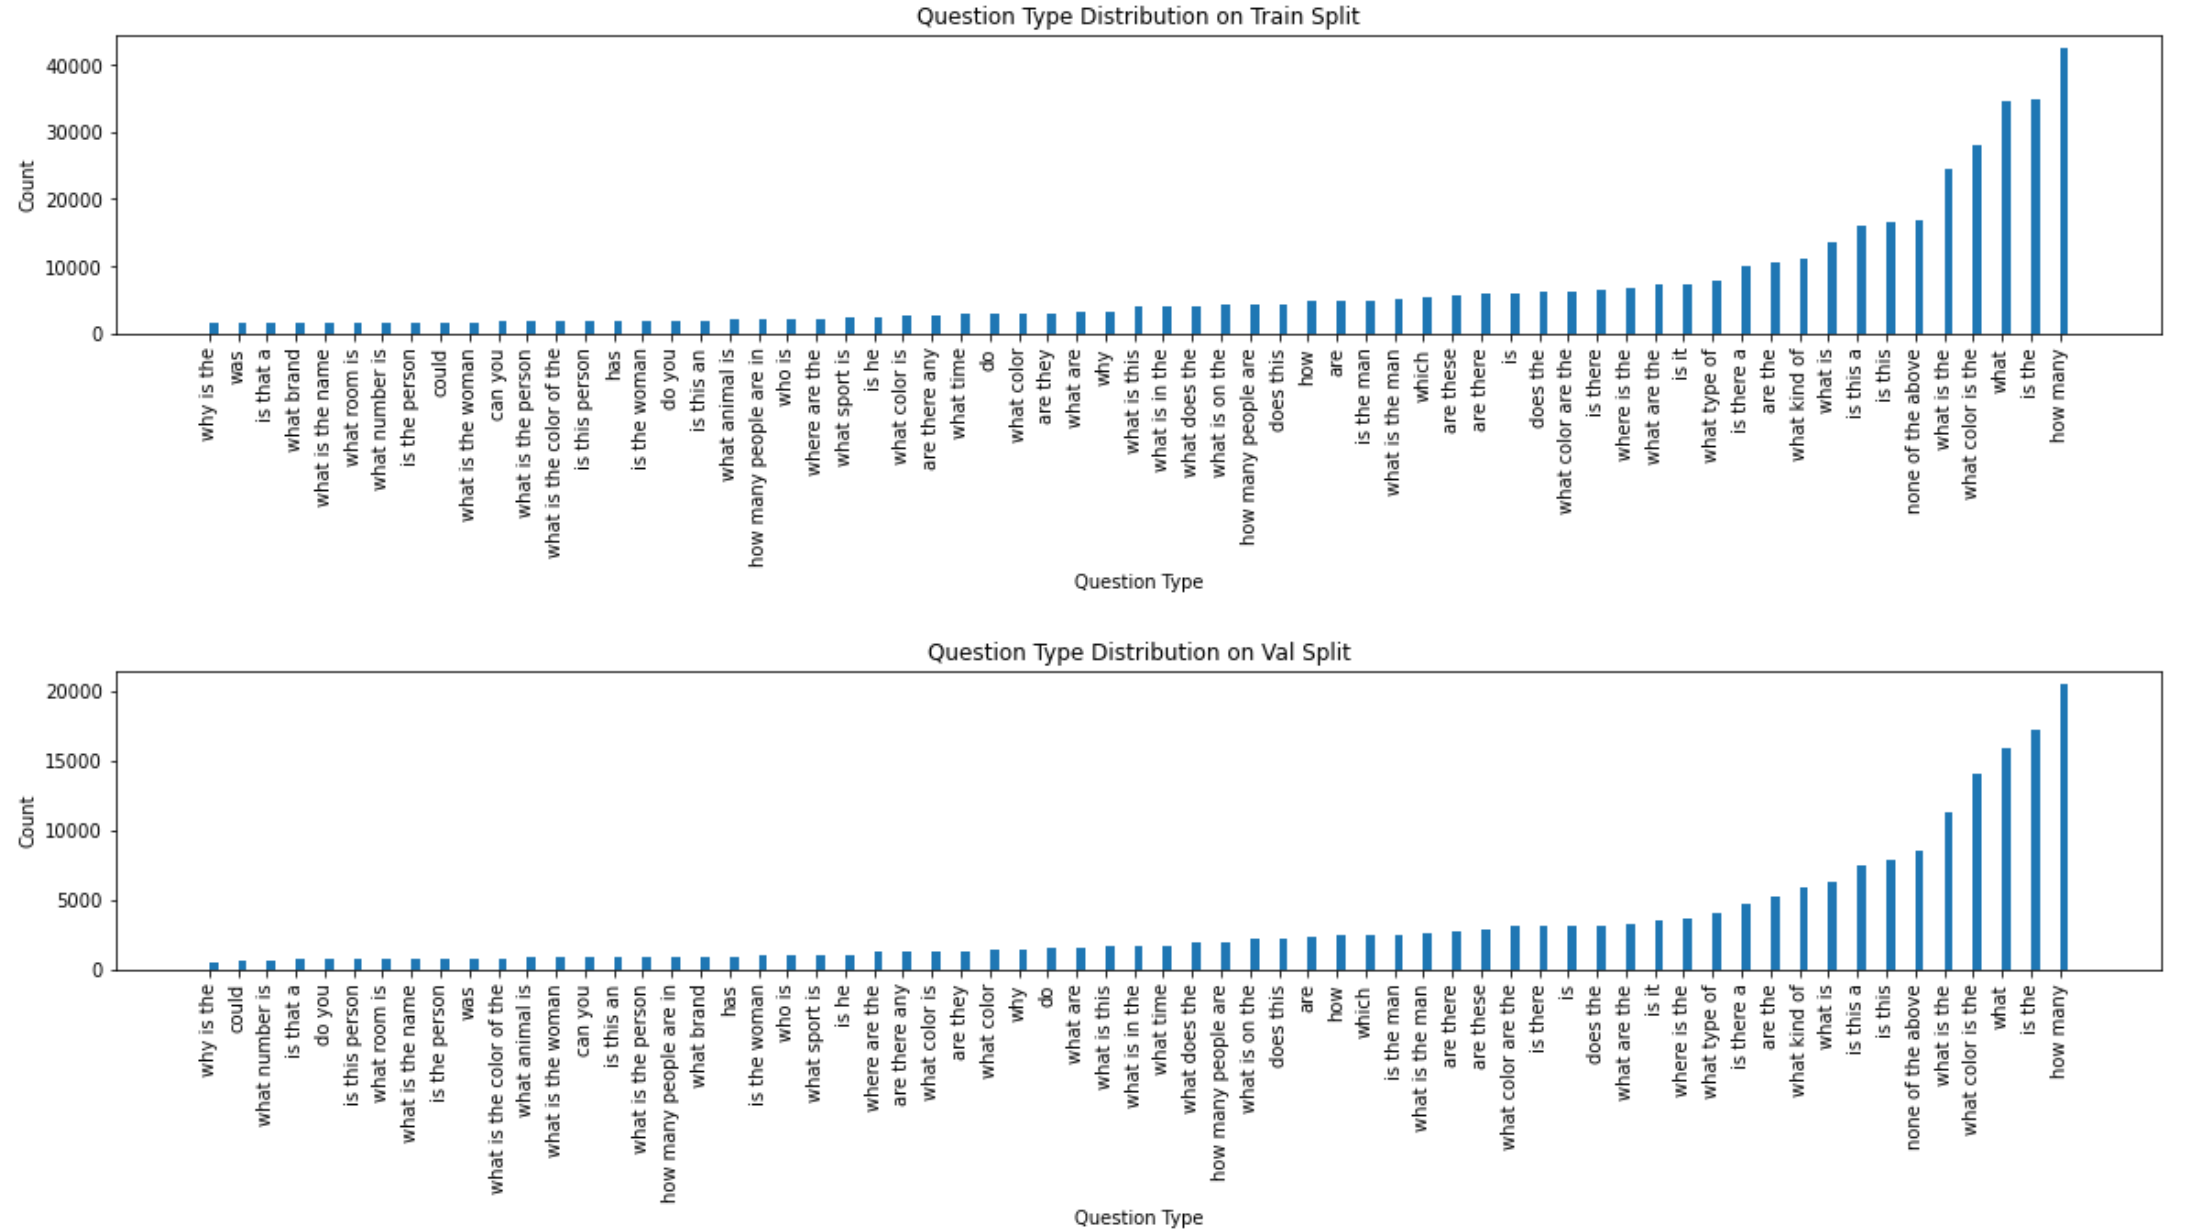 Question Type Distribution on Train Split
40000
30000
20000
10000
0
Count
why is the
was
is that a
what brand
what is the name
what room is
what number is
is the person
could
what is the woman
can you
what is the person
what is the color of the
is this person
has
is the woman
do you
is this an
what animal is
how many people are in
who is
where are the
what sport is
is he
what color is
are there any
what time
do
what color
are they
what are
why
what is this
what is in the
what does the
what is on the
how many people are
does this
how
are
is the man
what is the man
which
are these
are there
is
does the
what color are the
is there
where is the
what are the
is it
what type of
is there a
are the
what kind of
what is
is this a
is this
none of the above
what is the
what color is the
what
is the
how many
Question Type
Question Type Distribution on Val Split
20000
15000
10000
5000
0
Count
why is the
could
what number is
is that a
do you
is this person
what room is
what is the name
is the person
was
what is the color of the
what animal is
what is the woman
can you
is this an
what is the person
how many people are in
what brand
has
is the woman
who is
what sport is
is he
where are the
are there any
what color is
are they
what color
why
do
what are
what is this
what is in the
what time
what does the
how many people are
what is on the
does this
are
how
which
is the man
what is the man
are there
are these
what color are the
is there
is
does the
what are the
is it
where is the
what type of
is there a
are the
what kind of
what is
is this a
is this
none of the above
what is the
what color is the
what
is the
how many
Question Type